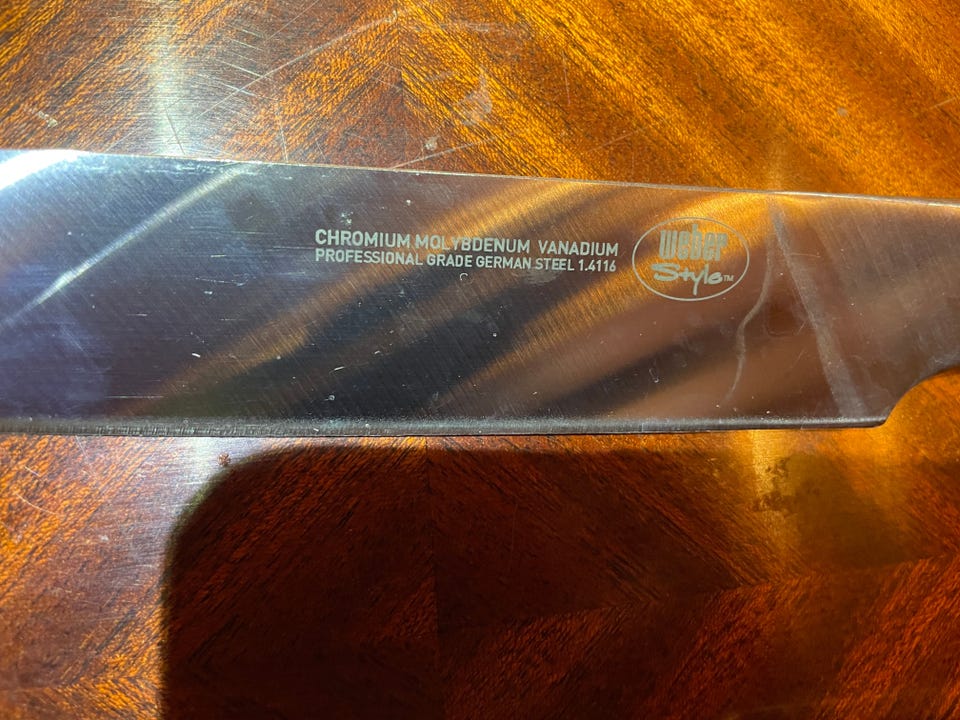 CHROMIUM MOLYBDENUM VANADIUM
PROFESSIONAL GRADE GERMAN STEEL 1.4116
weber
Style™